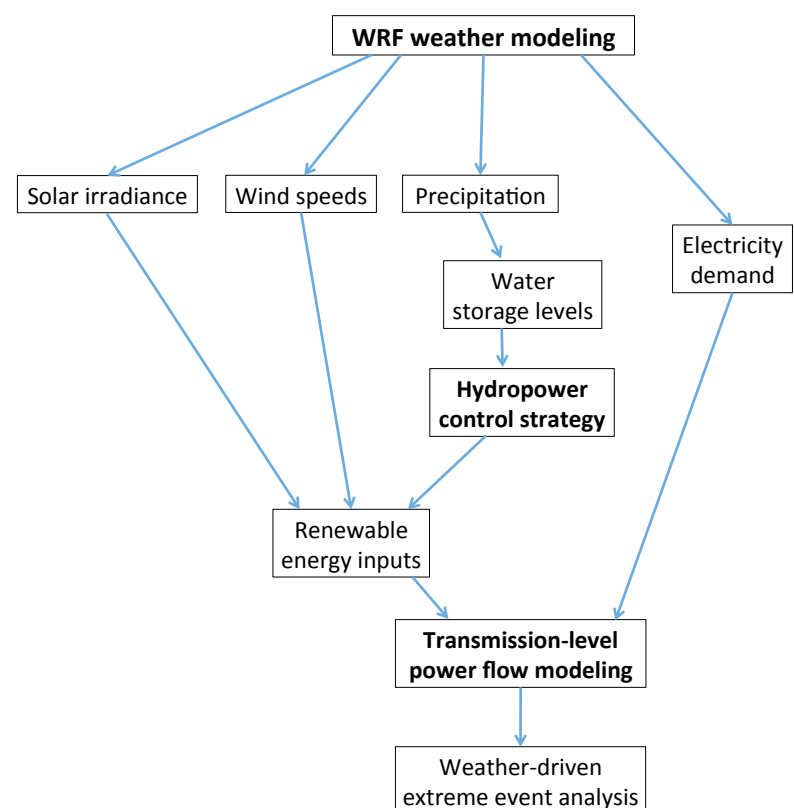 WRF weather modeling
Solar irradiance
Wind speeds
Precipitation
Electricity
demand
Water
storage levels
Hydropower
control strategy
Renewable
energy inputs
Transmission-level
power flow modeling
Weather-driven
extreme event analysis